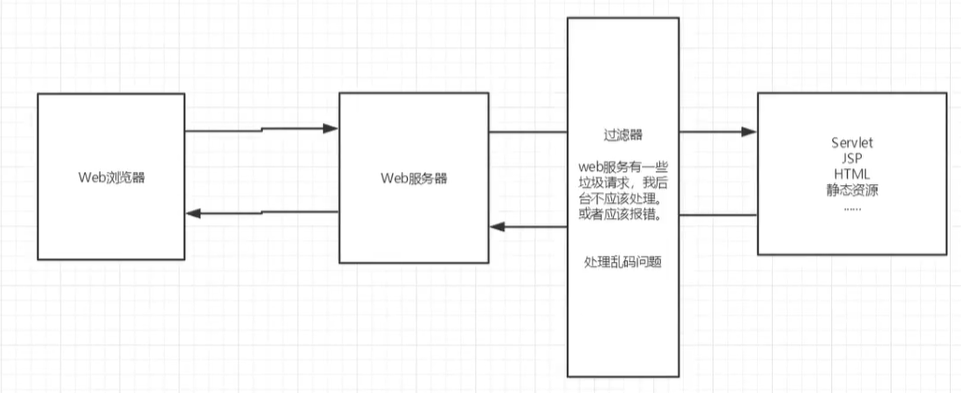 Web浏览器
Web服务器
过滤器
web服务有一些
垃圾请求，我后
台不应该处理。
或者应该报错。
处理乱码问题
Servlet
JSP
HTML
静态资源
......